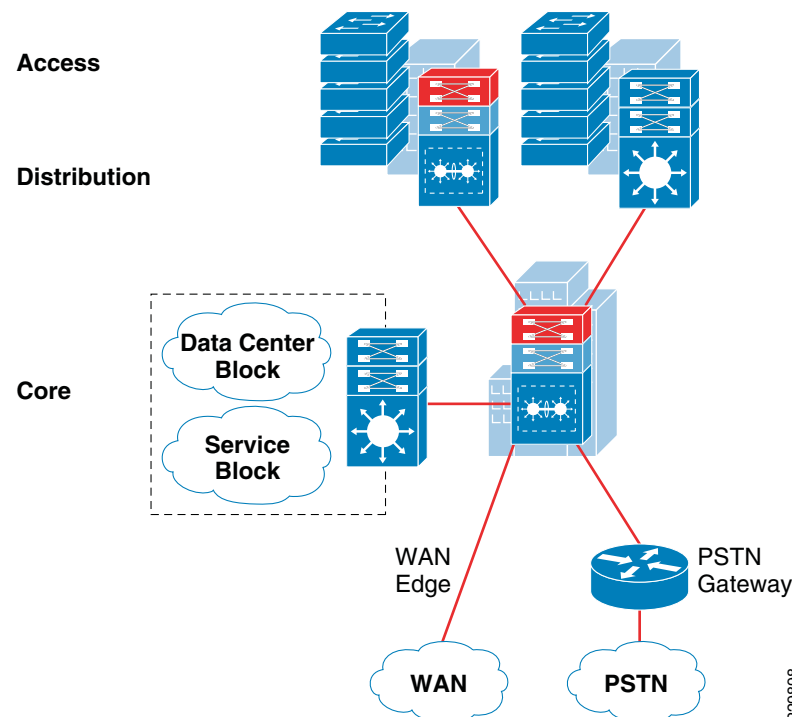 Access
Distribution
Core
Data Center
Block
Service
Block
WAN
Edge
PSTN
Gateway
WAN
PSTN